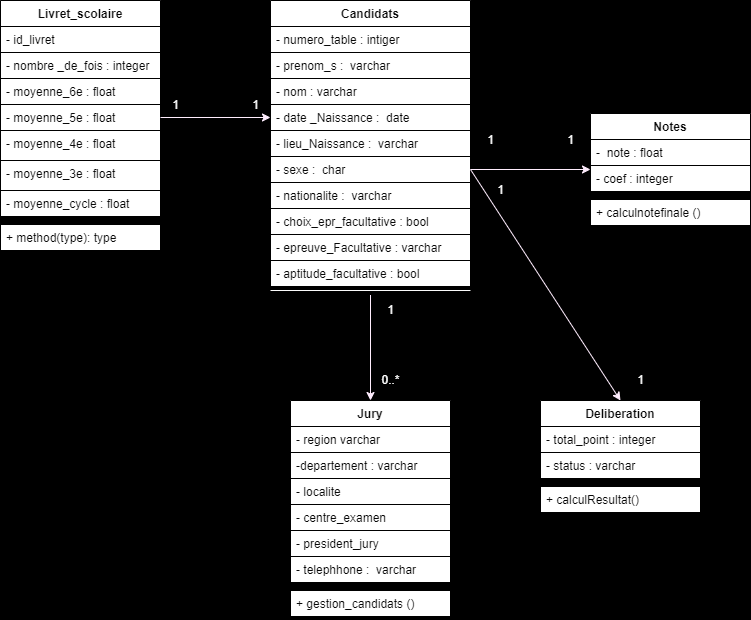 Livret_scolaire
- id_livret
- nombre _de_fois : integer
- moyenne_6e : float
- moyenne_5e : float
- moyenne_4e : float
- moyenne_3e : float
- moyenne_cycle : float
+ method(type): type
1
1
Candidats
- numero_table : intiger
- prenom_s : varchar
- nom : varchar
- date _Naissance : date
- lieu_Naissance : varchar
- sexe : char
- nationalite : varchar
- choix_epr_facultative : bool
- epreuve_Facultative : varchar
- aptitude_facultative : bool
1
1
Notes
- note : float
- coef : integer
+ calculnotefinale ()
1
1
1
0..*
Jury
- region varchar
-departement : varchar
- localite
- centre_examen
- president_jury
- telephhone : varchar
+ gestion_candidats ()
Deliberation
- total_point : integer
- status : varchar
+ calculResultat()